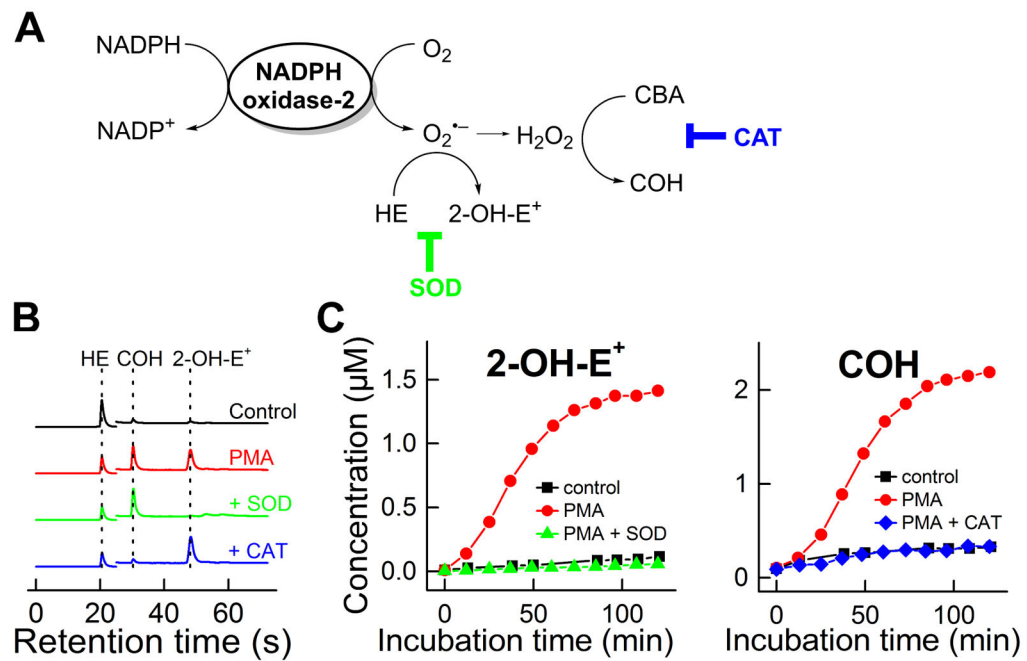 A
NADPH
O₂
NADPH
oxidase-2
NADP⁺
O₂•–
H₂O₂
CBA
CAT
COH
HE
2-OH-E⁺
SOD
B
HE COH 2-OH-E⁺
Control
PMA
+ SOD
+ CAT
0 20 40 60
Retention time (s)
C
2-OH-E⁺
1.5
1.0
0.5
0.0
Concentration (µM)
control
PMA
PMA + SOD
0 50 100
Incubation time (min)
COH
2
1
0
control
PMA
PMA + CAT
0 50 100
Incubation time (min)